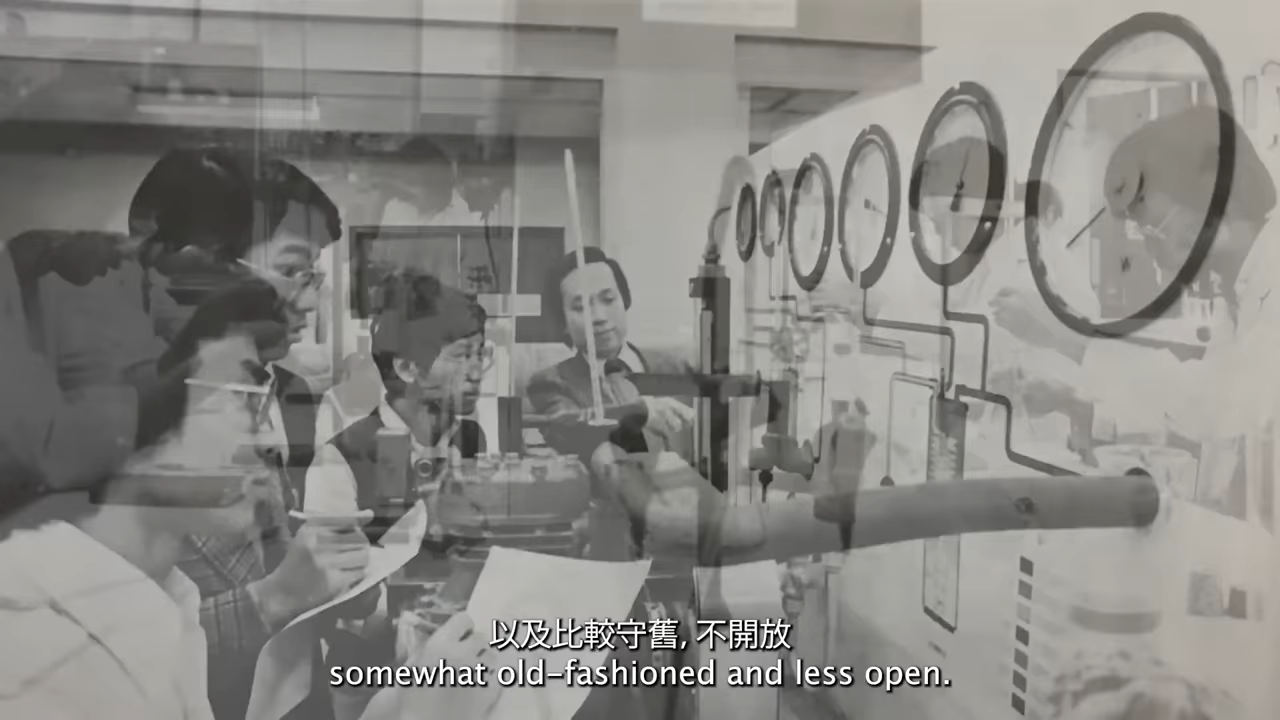 以及比較守舊, 不開放
somewhat old-fashioned and less open.